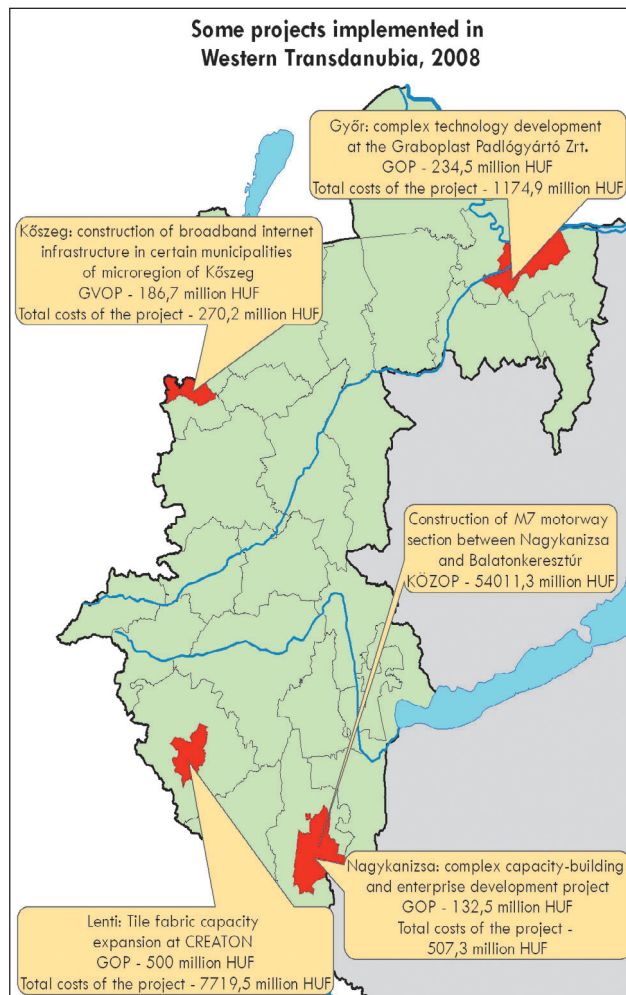 Some projects implemented in
Western Transdanubia, 2008
Győr: complex technology development
at the Graboplast Padlógyártó Zrt.
GOP - 234,5 million HUF
Total costs of the project - 1174,9 million HUF
Kőszeg: construction of broadband internet
infrastructure in certain municipalities
of microregion of Kőszeg
GVOP - 186,7 million HUF
Total costs of the project - 270,2 million HUF
Construction of M7 motorway
section between Nagykanizsa
and Balatonkeresztúr
KÖZOP - 54011,3 million HUF
Nagykanizsa: complex capacity-building
and enterprise development project
GOP - 132,5 million HUF
Total costs of the project -
507,3 million HUF
Lenti: Tile fabric capacity
expansion at CREATON
GOP - 500 million HUF
Total costs of the project - 7719,5 million HUF